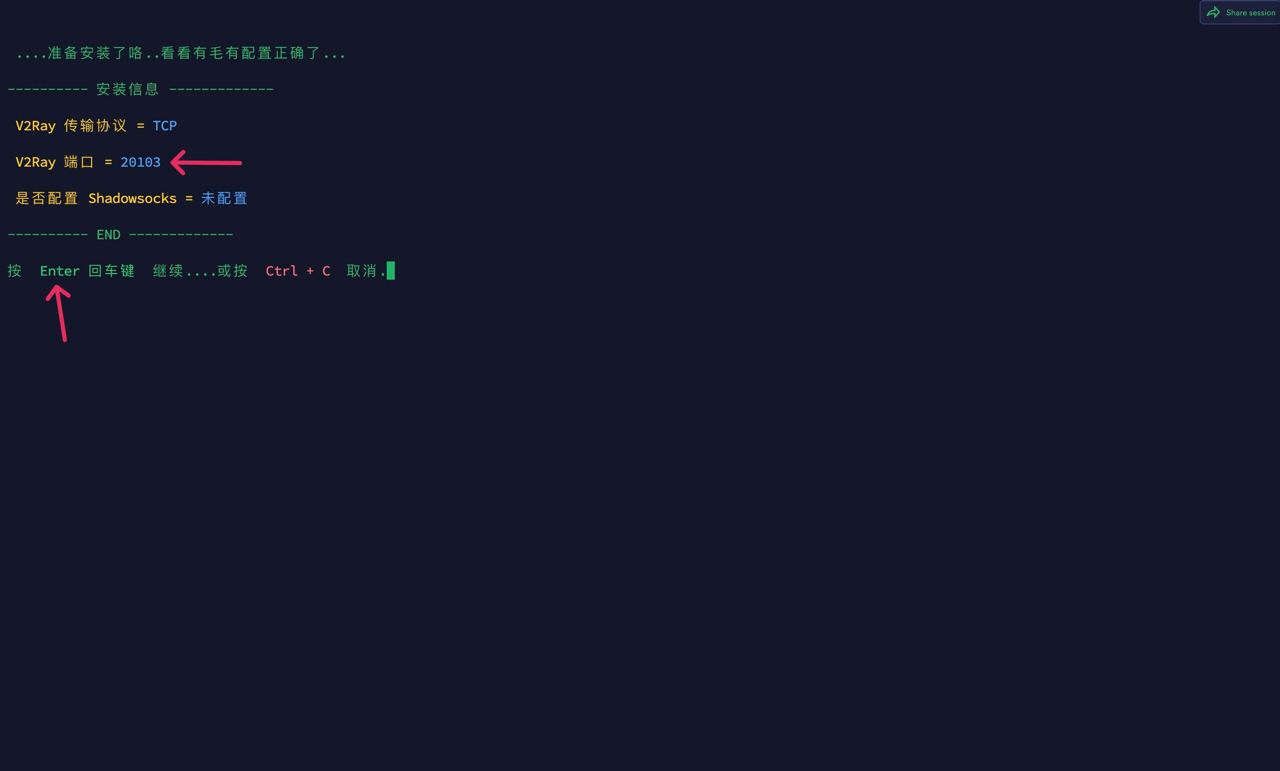 Share session
....准备安装了咯..看看有毛有配置正确了...
---------- 安装信息 -------------
V2Ray 传输协议 = TCP
V2Ray 端口 = 20103
是否配置 Shadowsocks = 未配置
---------- END -------------
按 Enter 回车键 继续....或按 Ctrl + C 取消.